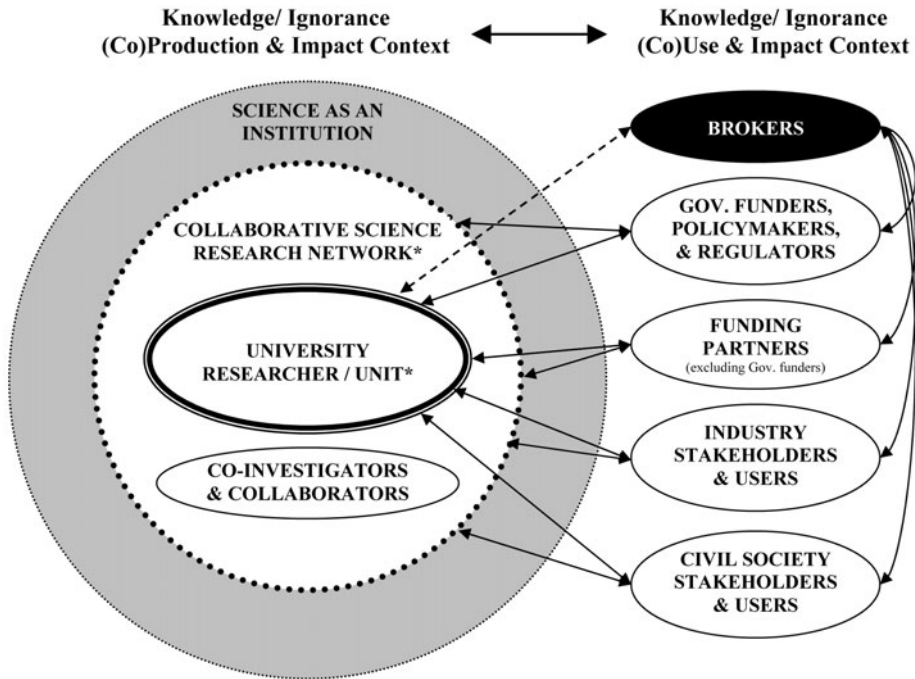 Knowledge/ Ignorance
(Co)Production & Impact Context
Knowledge/ Ignorance
(Co)Use & Impact Context
SCIENCE AS AN
INSTITUTION
COLLABORATIVE SCIENCE
RESEARCH NETWORK*
UNIVERSITY
RESEARCHER / UNIT*
CO-INVESTIGATORS
& COLLABORATORS
BROKERS
GOV. FUNDERS,
POLICYMAKERS,
& REGULATORS
FUNDING
PARTNERS
(excluding Gov. funders)
INDUSTRY
STAKEHOLDERS
& USERS
CIVIL SOCIETY
STAKEHOLDERS
& USERS